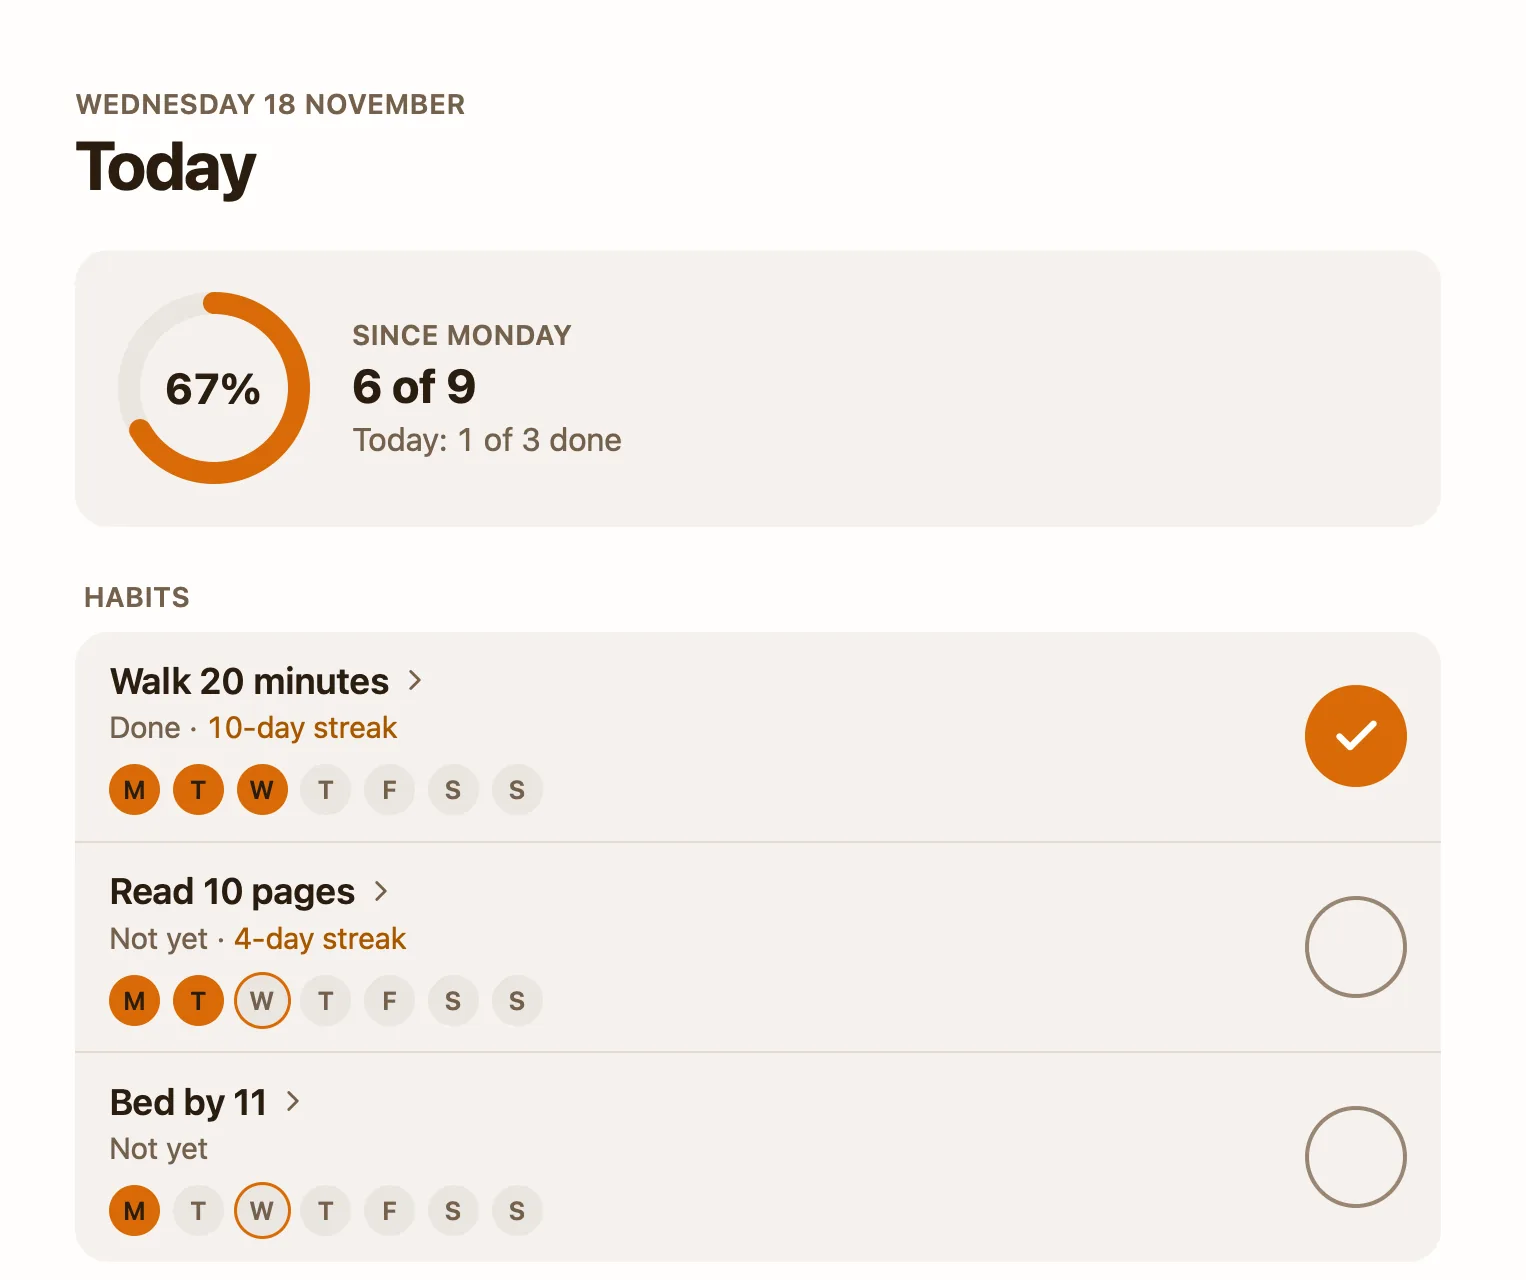 WEDNESDAY 18 NOVEMBER
Today
67%
SINCE MONDAY
6 of 9
Today: 1 of 3 done
HABITS
Walk 20 minutes
Done · 10-day streak
M T W T F S S
Read 10 pages
Not yet · 4-day streak
M T W T F S S
Bed by 11
Not yet
M T W T F S S